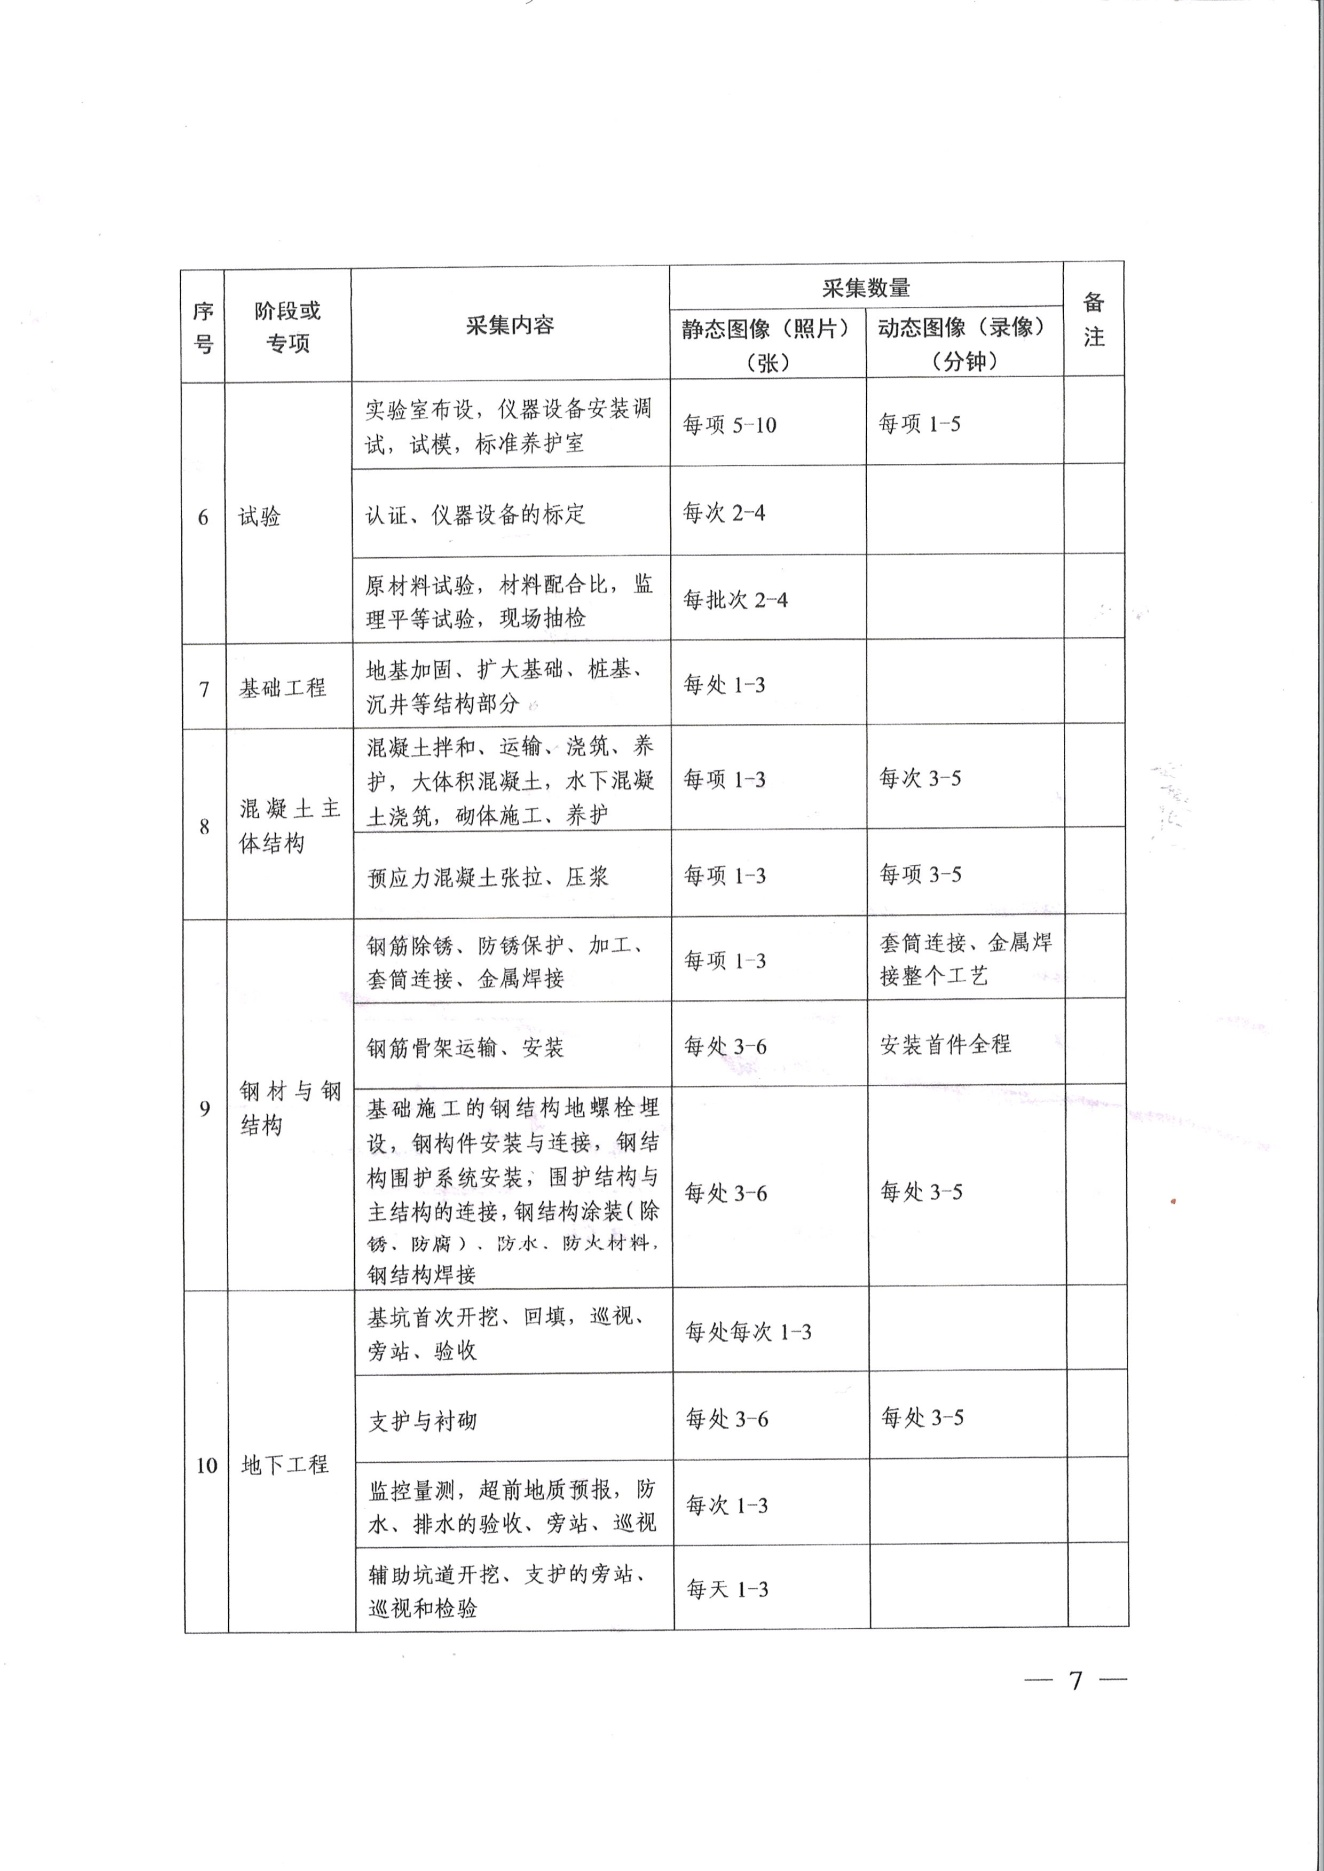 序号
阶段或
专项
采集内容
采集数量
静态图像（照片）
（张）
动态图像（录像）
（分钟）
备注
6
试验
实验室布设，仪器设备安装调
试，试模，标准养护室
每项 5-10
每项 1-5
认证、仪器设备的标定
每次 2-4
原材料试验，材料配合比，监
理平等试验，现场抽检
每批次 2-4
7
基础工程
地基加固、扩大基础、桩基、
沉井等结构部分
每处 1-3
8
混凝土主
体结构
混凝土拌和、运输、浇筑、养
护，大体积混凝土，水下混凝
土浇筑，砌体施工、养护
每项 1-3
每次 3-5
预应力混凝土张拉、压浆
每项 1-3
每项 3-5
9
钢材与钢
结构
钢筋除锈、防锈保护、加工、
套筒连接、金属焊接
每项 1-3
套筒连接、金属焊
接整个工艺
钢筋骨架运输、安装
每处 3-6
安装首件全程
基础施工的钢结构地螺栓埋
设，钢构件安装与连接，钢结
构围护系统安装，围护结构与
主结构的连接，钢结构涂装（除
锈、防腐）、防水、防火材料，
钢结构焊接
每处 3-6
每处 3-5
10
地下工程
基坑首次开挖、回填，巡视、
旁站、验收
每处每次 1-3
支护与衬砌
每处 3-6
每处 3-5
监控量测，超前地质预报，防
水、排水的验收、旁站、巡视
每次 1-3
辅助坑道开挖、支护的旁站、
巡视和检验
每天 1-3
— 7 —